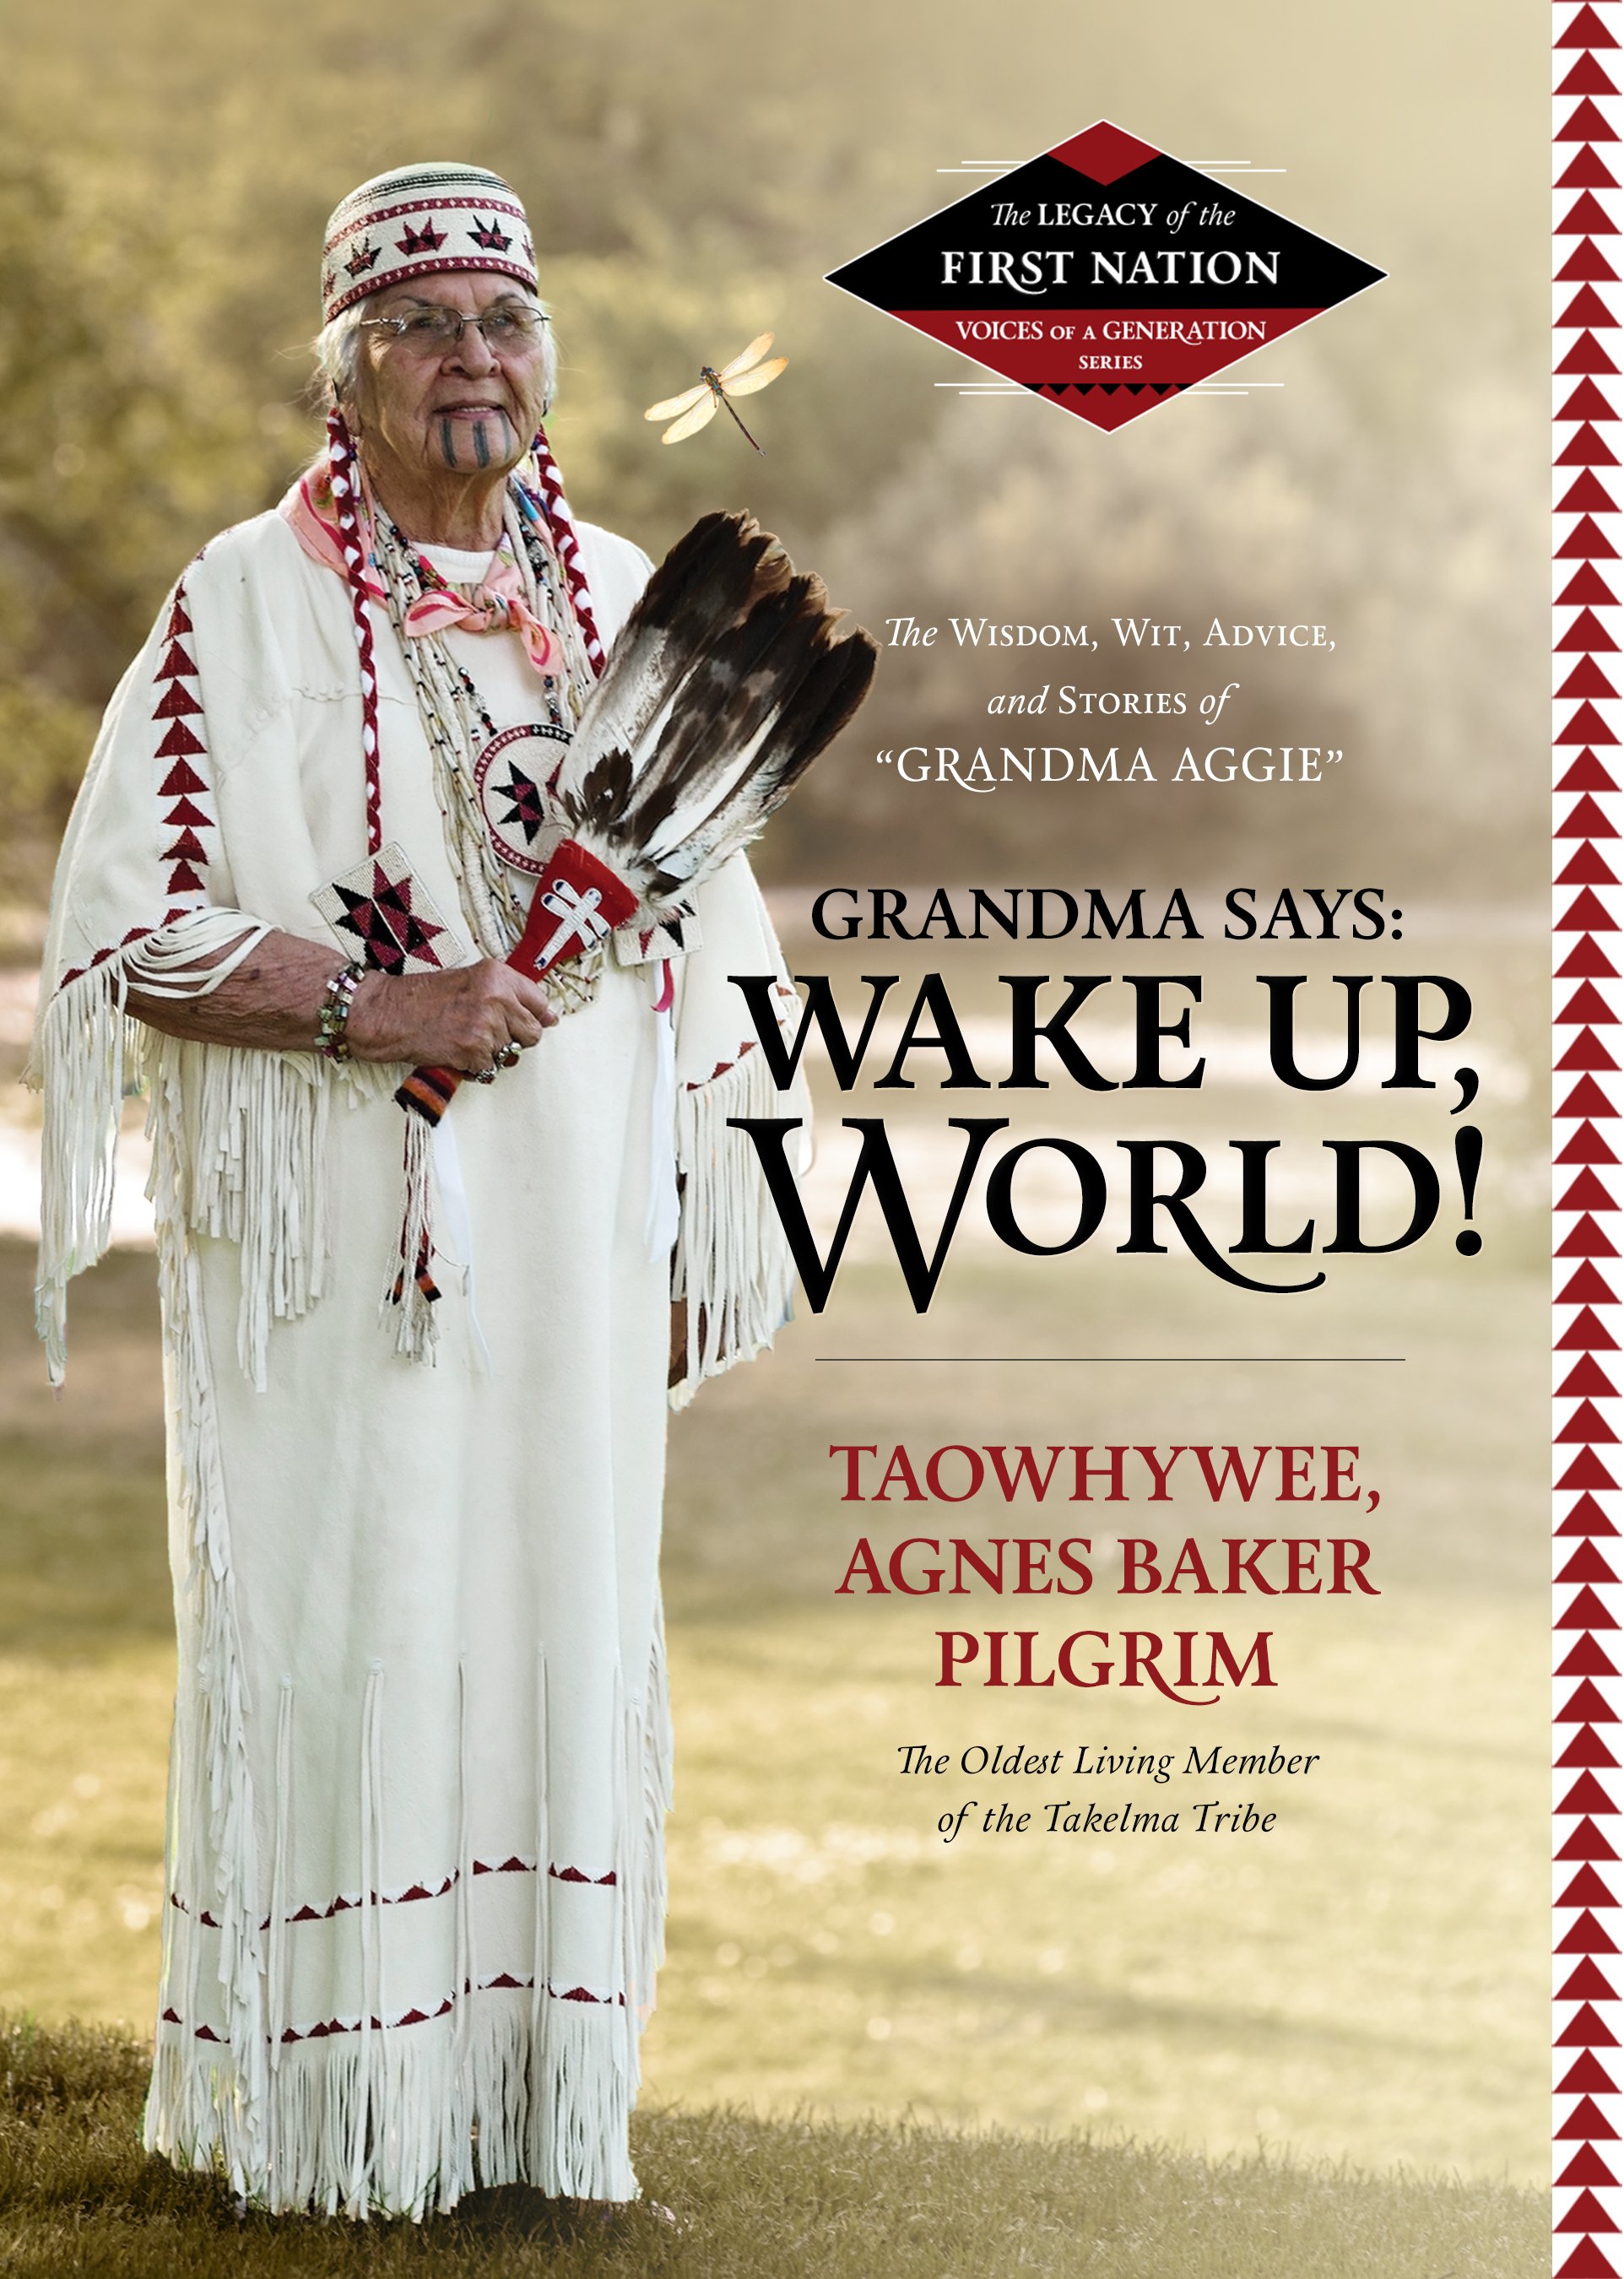 The LEGACY of the
FIRST NATION
VOICES OF A GENERATION
SERIES
The WISDOM, WIT, ADVICE,
and STORIES of
“GRANDMA AGGIE”
GRANDMA SAYS:
WAKE UP,
WORLD!
TAOWHYWEE,
AGNES BAKER
PILGRIM
The Oldest Living Member
of the Takelma Tribe